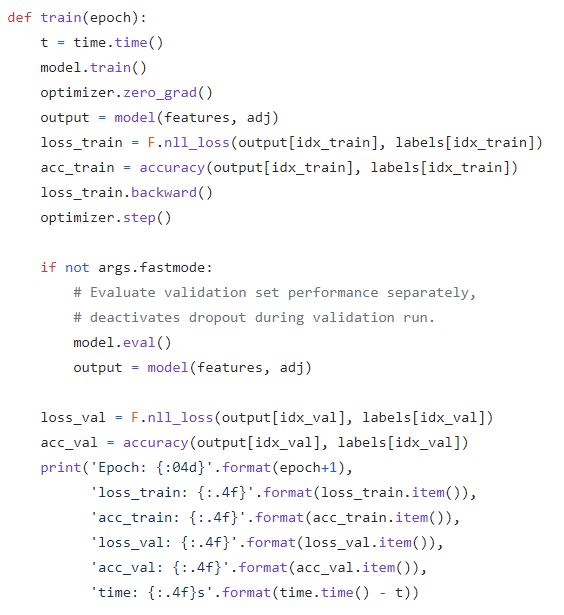 def train(epoch):
    t = time.time()
    model.train()
    optimizer.zero_grad()
    output = model(features, adj)
    loss_train = F.nll_loss(output[idx_train], labels[idx_train])
    acc_train = accuracy(output[idx_train], labels[idx_train])
    loss_train.backward()
    optimizer.step()

    if not args.fastmode:
        # Evaluate validation set performance separately,
        # deactivates dropout during validation run.
        model.eval()
        output = model(features, adj)

    loss_val = F.nll_loss(output[idx_val], labels[idx_val])
    acc_val = accuracy(output[idx_val], labels[idx_val])
    print('Epoch: {:04d}'.format(epoch+1),
          'loss_train: {:.4f}'.format(loss_train.item()),
          'acc_train: {:.4f}'.format(acc_train.item()),
          'loss_val: {:.4f}'.format(loss_val.item()),
          'acc_val: {:.4f}'.format(acc_val.item()),
          'time: {:.4f}s'.format(time.time() - t))